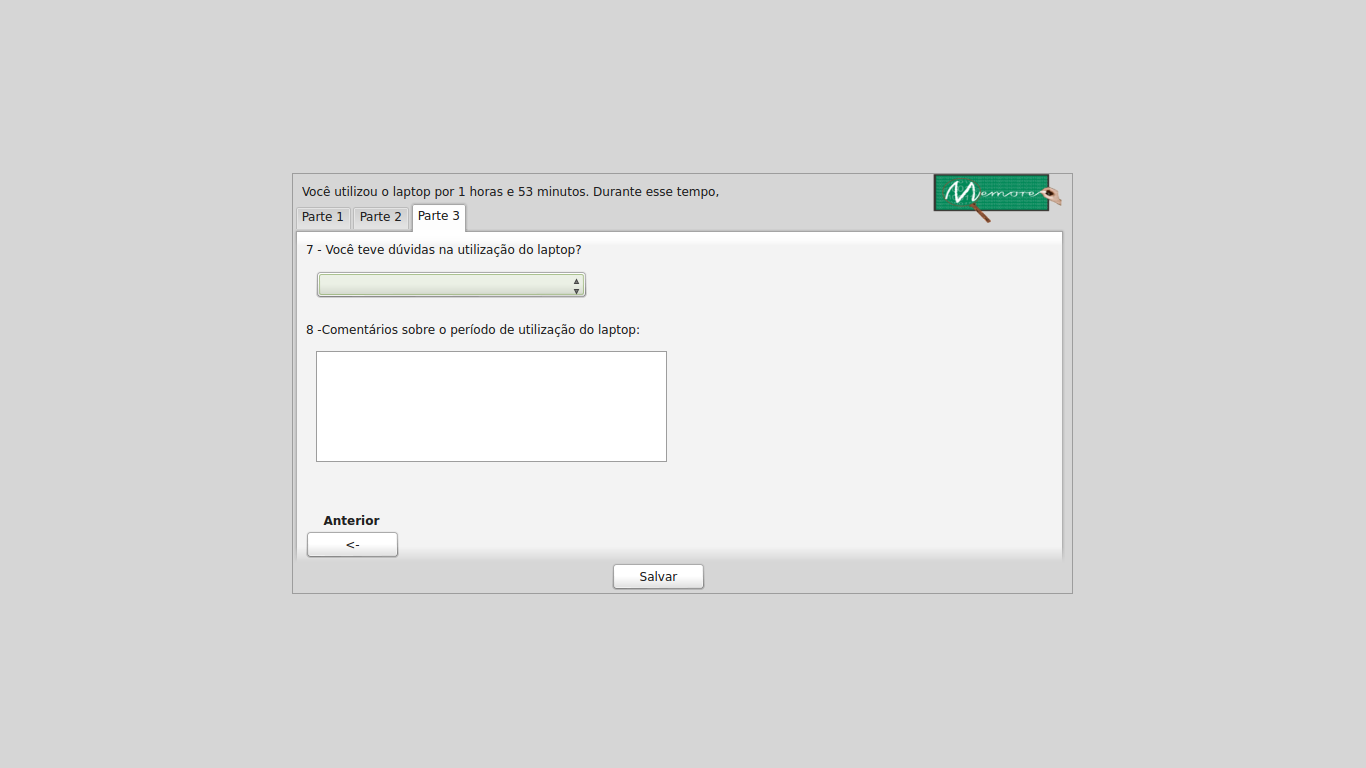 Você utilizou o laptop por 1 horas e 53 minutos. Durante esse tempo,
Memore
Parte 1 Parte 2 Parte 3
7 - Você teve dúvidas na utilização do laptop?
8 -Comentários sobre o período de utilização do laptop:
Anterior
<-
Salvar